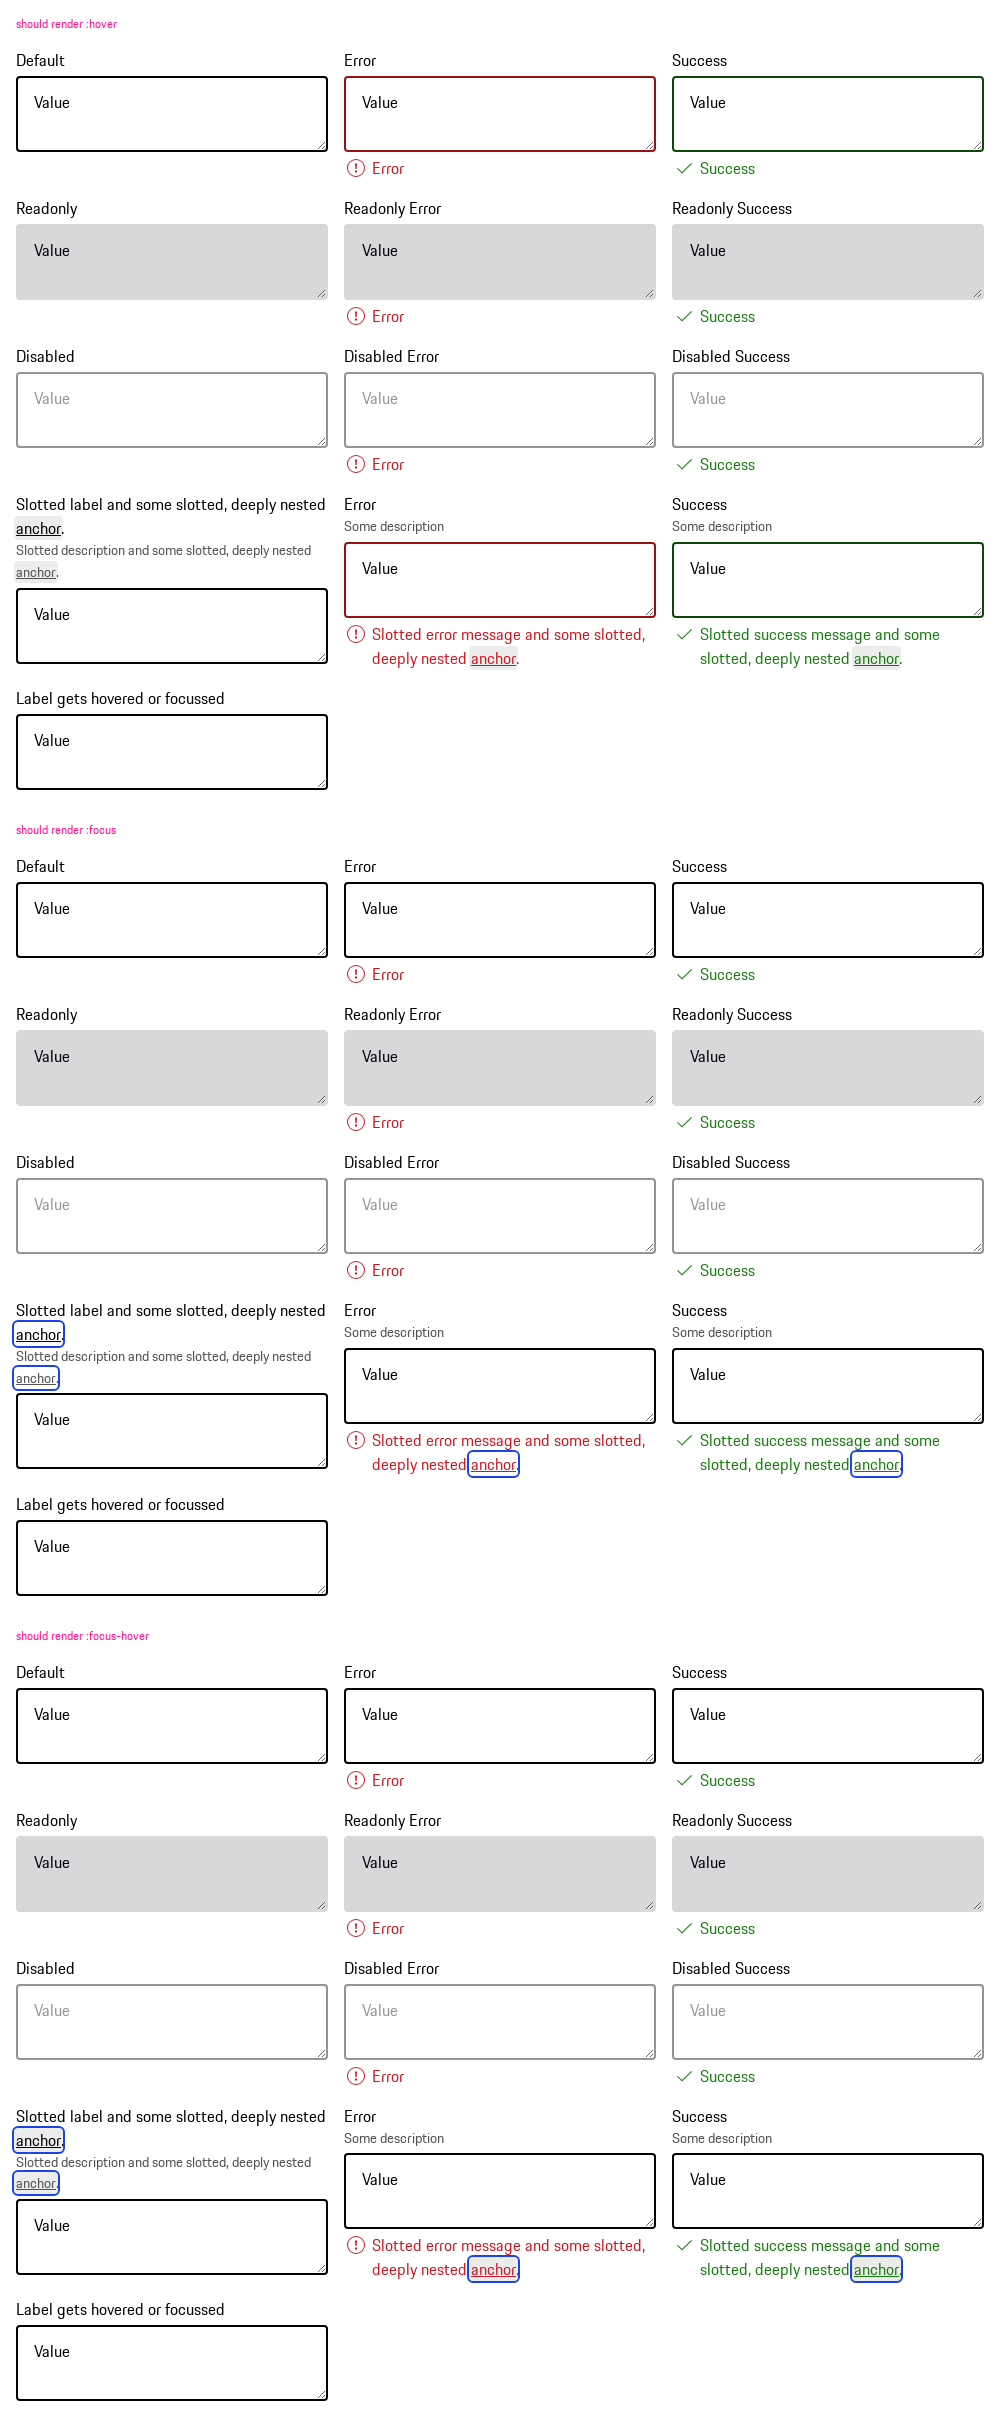 should render :hover
Default
Error
Success
Value
Value
Value
Error
Success
Readonly
Readonly Error
Readonly Success
Value
Value
Value
Error
Success
Disabled
Disabled Error
Disabled Success
Value
Value
Value
Error
Success
Slotted label and some slotted, deeply nested
anchor.
Slotted description and some slotted, deeply nested
anchor.
Value
Error
Some description
Value
Slotted error message and some slotted,
deeply nested anchor.
Success
Some description
Value
Slotted success message and some
slotted, deeply nested anchor.
Label gets hovered or focussed
Value
should render :focus
Default
Error
Success
Value
Value
Value
Error
Success
Readonly
Readonly Error
Readonly Success
Value
Value
Value
Error
Success
Disabled
Disabled Error
Disabled Success
Value
Value
Value
Error
Success
Slotted label and some slotted, deeply nested
anchor.
Slotted description and some slotted, deeply nested
anchor.
Value
Error
Some description
Value
Slotted error message and some slotted,
deeply nested anchor.
Success
Some description
Value
Slotted success message and some
slotted, deeply nested anchor.
Label gets hovered or focussed
Value
should render :focus-hover
Default
Error
Success
Value
Value
Value
Error
Success
Readonly
Readonly Error
Readonly Success
Value
Value
Value
Error
Success
Disabled
Disabled Error
Disabled Success
Value
Value
Value
Error
Success
Slotted label and some slotted, deeply nested
anchor.
Slotted description and some slotted, deeply nested
anchor.
Value
Error
Some description
Value
Slotted error message and some slotted,
deeply nested anchor.
Success
Some description
Value
Slotted success message and some
slotted, deeply nested anchor.
Label gets hovered or focussed
Value